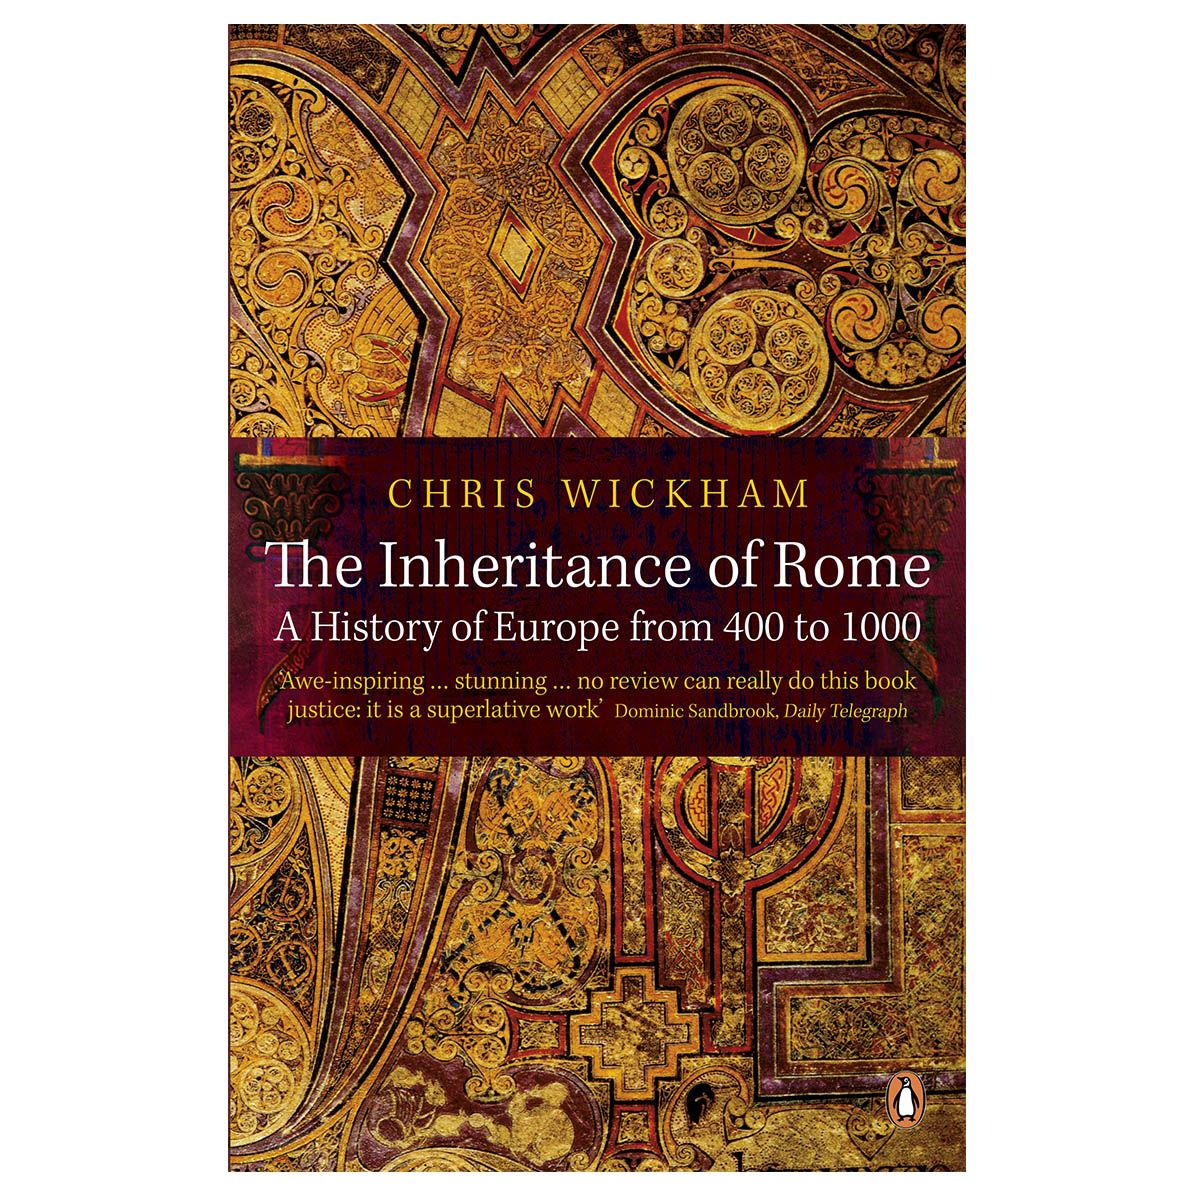 CHRIS WICKHAM
The Inheritance of Rome
A History of Europe from 400 to 1000
‘Awe-inspiring ... stunning ... no review can really do this book
justice: it is a superlative work’ Dominic Sandbrook, Daily Telegraph